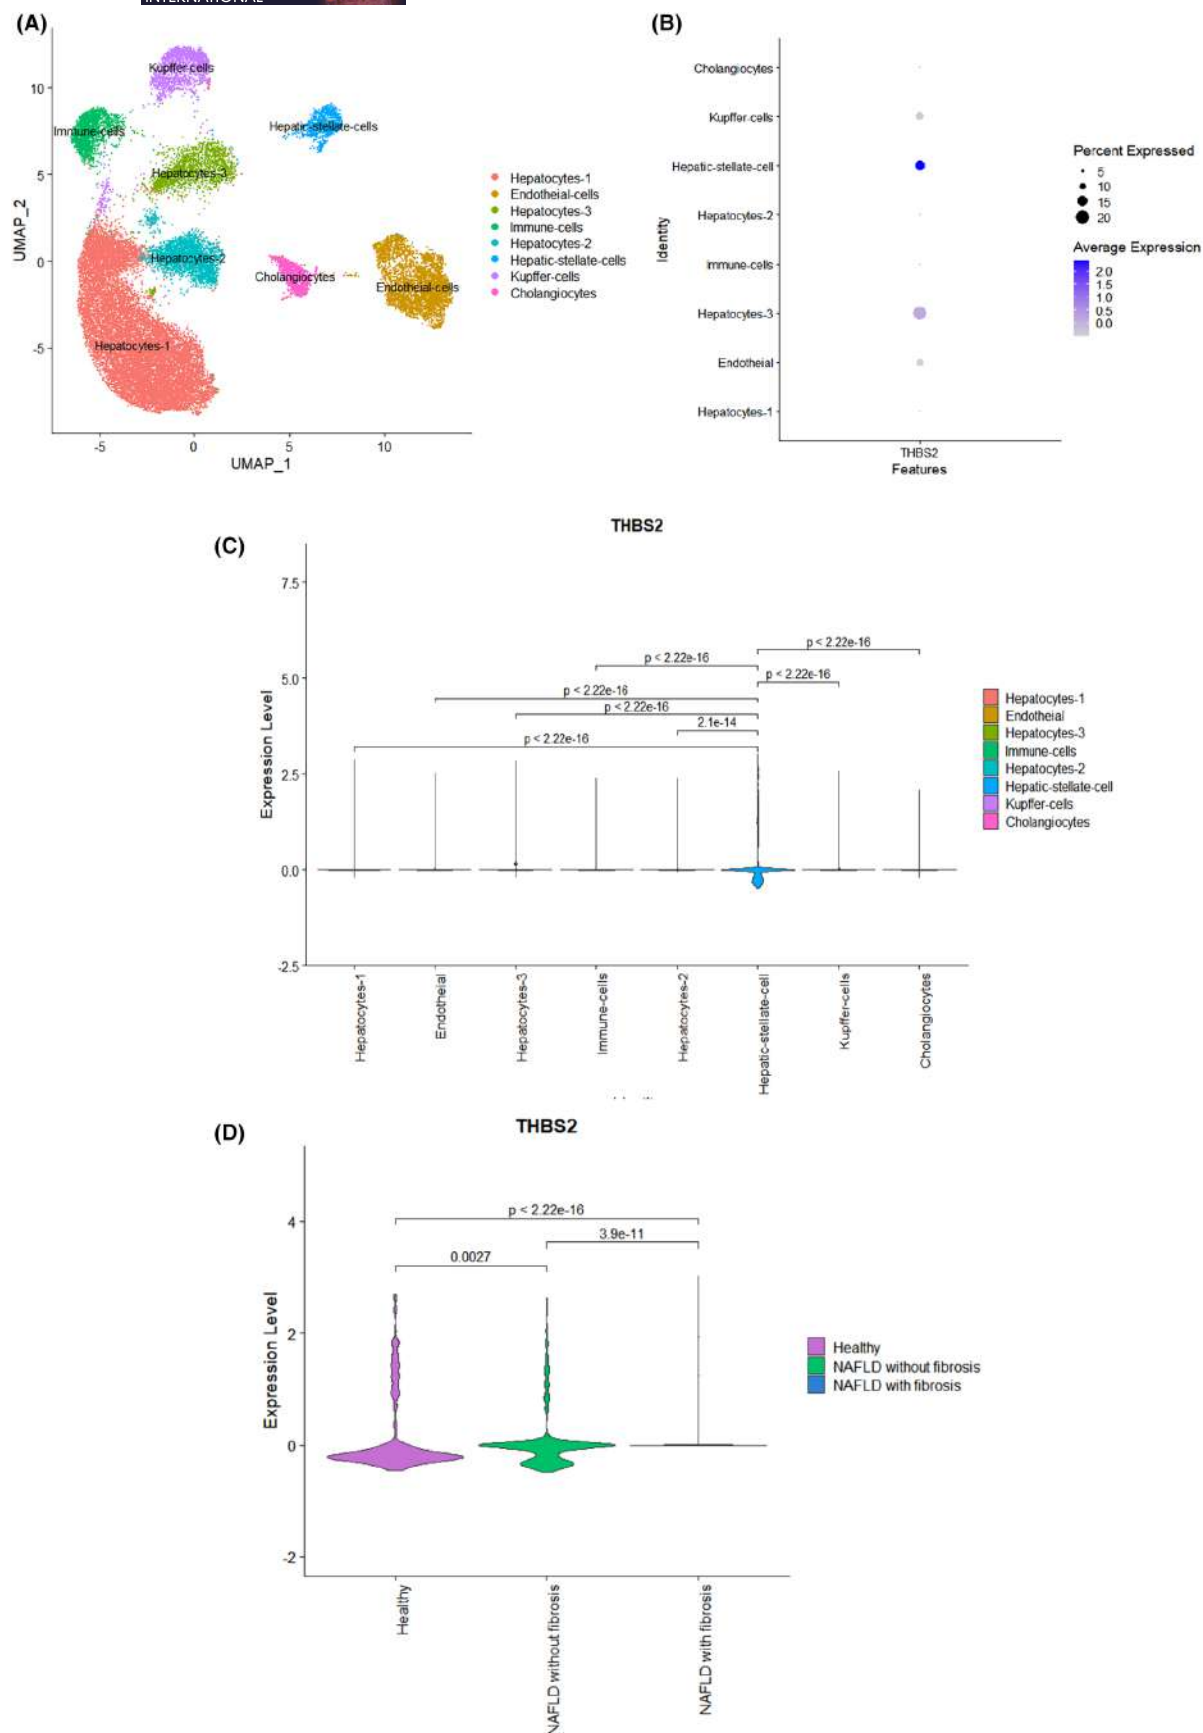 INTERNATIONAL
(A)
Kupffer-cells
Immune-cells
Hepatic-stellate-cells
Hepatocytes-3
Hepatocytes-2
Cholangiocytes
Endotheial-cells
Hepatocytes-1
10
5
0
-5
UMAP_2
-5
0
5
10
UMAP_1
Hepatocytes-1
Endotheial-cells
Hepatocytes-3
Immune-cells
Hepatocytes-2
Hepatic-stellate-cells
Kupffer-cells
Cholangiocytes
(B)
Cholangiocytes
Kupffer-cells
Hepatic-stellate-cell
Hepatocytes-2
Immune-cells
Hepatocytes-3
Endotheial
Hepatocytes-1
Identity
THBS2
Features
Percent Expressed
5
10
15
20
Average Expression
2.0
1.5
1.0
0.5
0.0
(C)
THBS2
7.5
5.0
2.5
0.0
-2.5
Expression Level
p < 2.22e-16
p < 2.22e-16
p < 2.22e-16
p < 2.22e-16
p < 2.22e-16
2.1e-14
p < 2.22e-16
Hepatocytes-1
Endotheial
Hepatocytes-3
Immune-cells
Hepatocytes-2
Hepatic-stellate-cell
Kupffer-cells
Cholangiocytes
Hepatocytes-1
Endotheial
Hepatocytes-3
Immune-cells
Hepatocytes-2
Hepatic-stellate-cell
Kupffer-cells
Cholangiocytes
(D)
THBS2
4
2
0
-2
Expression Level
p < 2.22e-16
3.9e-11
0.0027
Healthy
NAFLD without fibrosis
NAFLD with fibrosis
Healthy
NAFLD without fibrosis
NAFLD with fibrosis